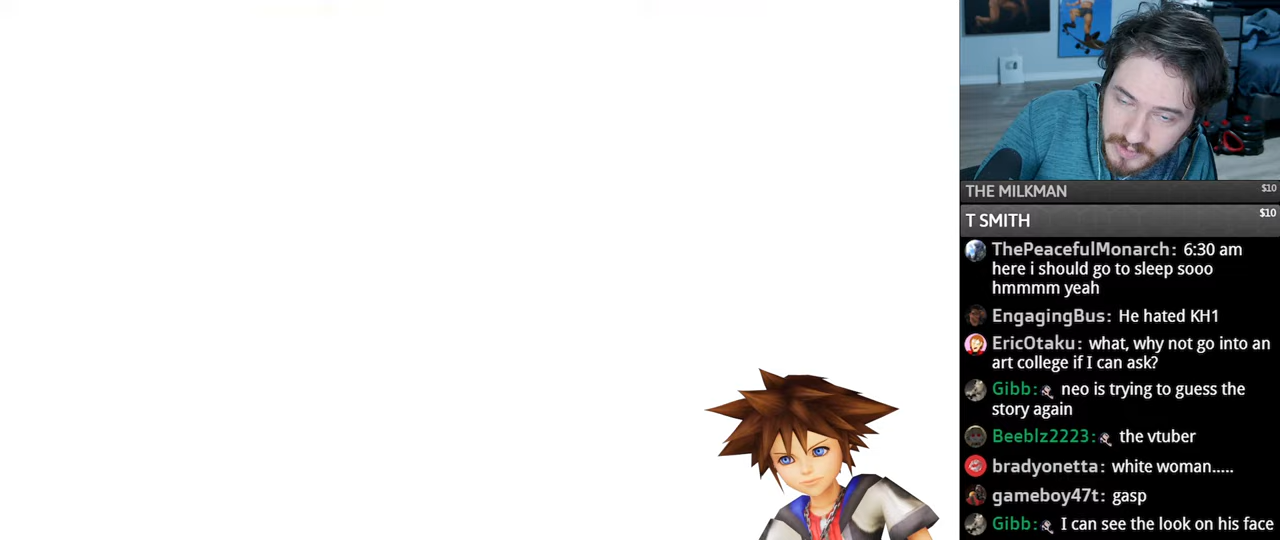 THE MILKMAN $10
T SMITH $10
ThePeacefulMonarch: 6:30 am
here i should go to sleep sooo
hmmmm yeah
EngagingBus: He hated KH1
EricOtaku: what, why not go into an
art college if I can ask?
Gibb: neo is trying to guess the
story again
Beeblz2223: the vtuber
bradyonetta: white woman.....
gameboy47t: gasp
Gibb: I can see the look on his face